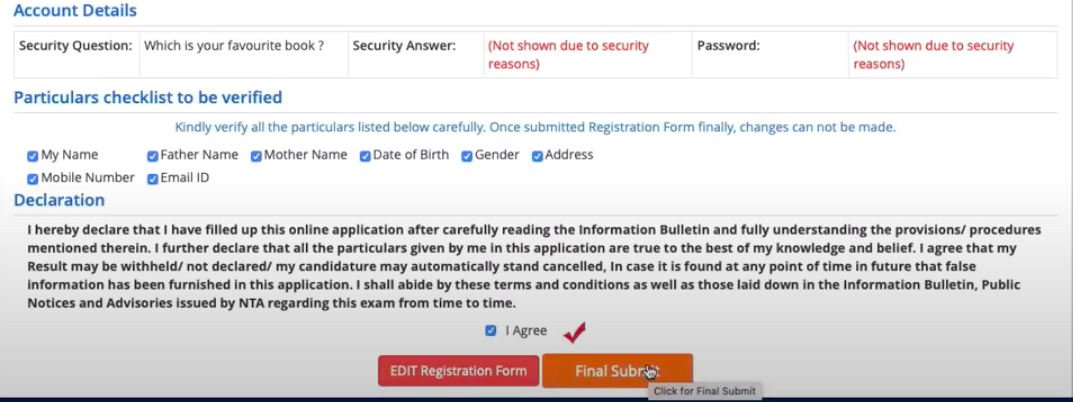 Account Details
Security Question: Which is your favourite book ? Security Answer: (Not shown due to security reasons) Password: (Not shown due to security reasons)
Particulars checklist to be verified
Kindly verify all the particulars listed below carefully. Once submitted Registration Form finally, changes can not be made.
My Name Father Name Mother Name Date of Birth Gender Address
Mobile Number Email ID
Declaration
I hereby declare that I have filled up this online application after carefully reading the Information Bulletin and fully understanding the provisions/ procedures
mentioned therein. I further declare that all the particulars given by me in this application are true to the best of my knowledge and belief. I agree that my
Result may be withheld/ not declared/ my candidature may automatically stand cancelled, In case it is found at any point of time in future that false
information has been furnished in this application. I shall abide by these terms and conditions as well as those laid down in the Information Bulletin, Public
Notices and Advisories issued by NTA regarding this exam from time to time.
I Agree
EDIT Registration Form Final Submit
Click for Final Submit